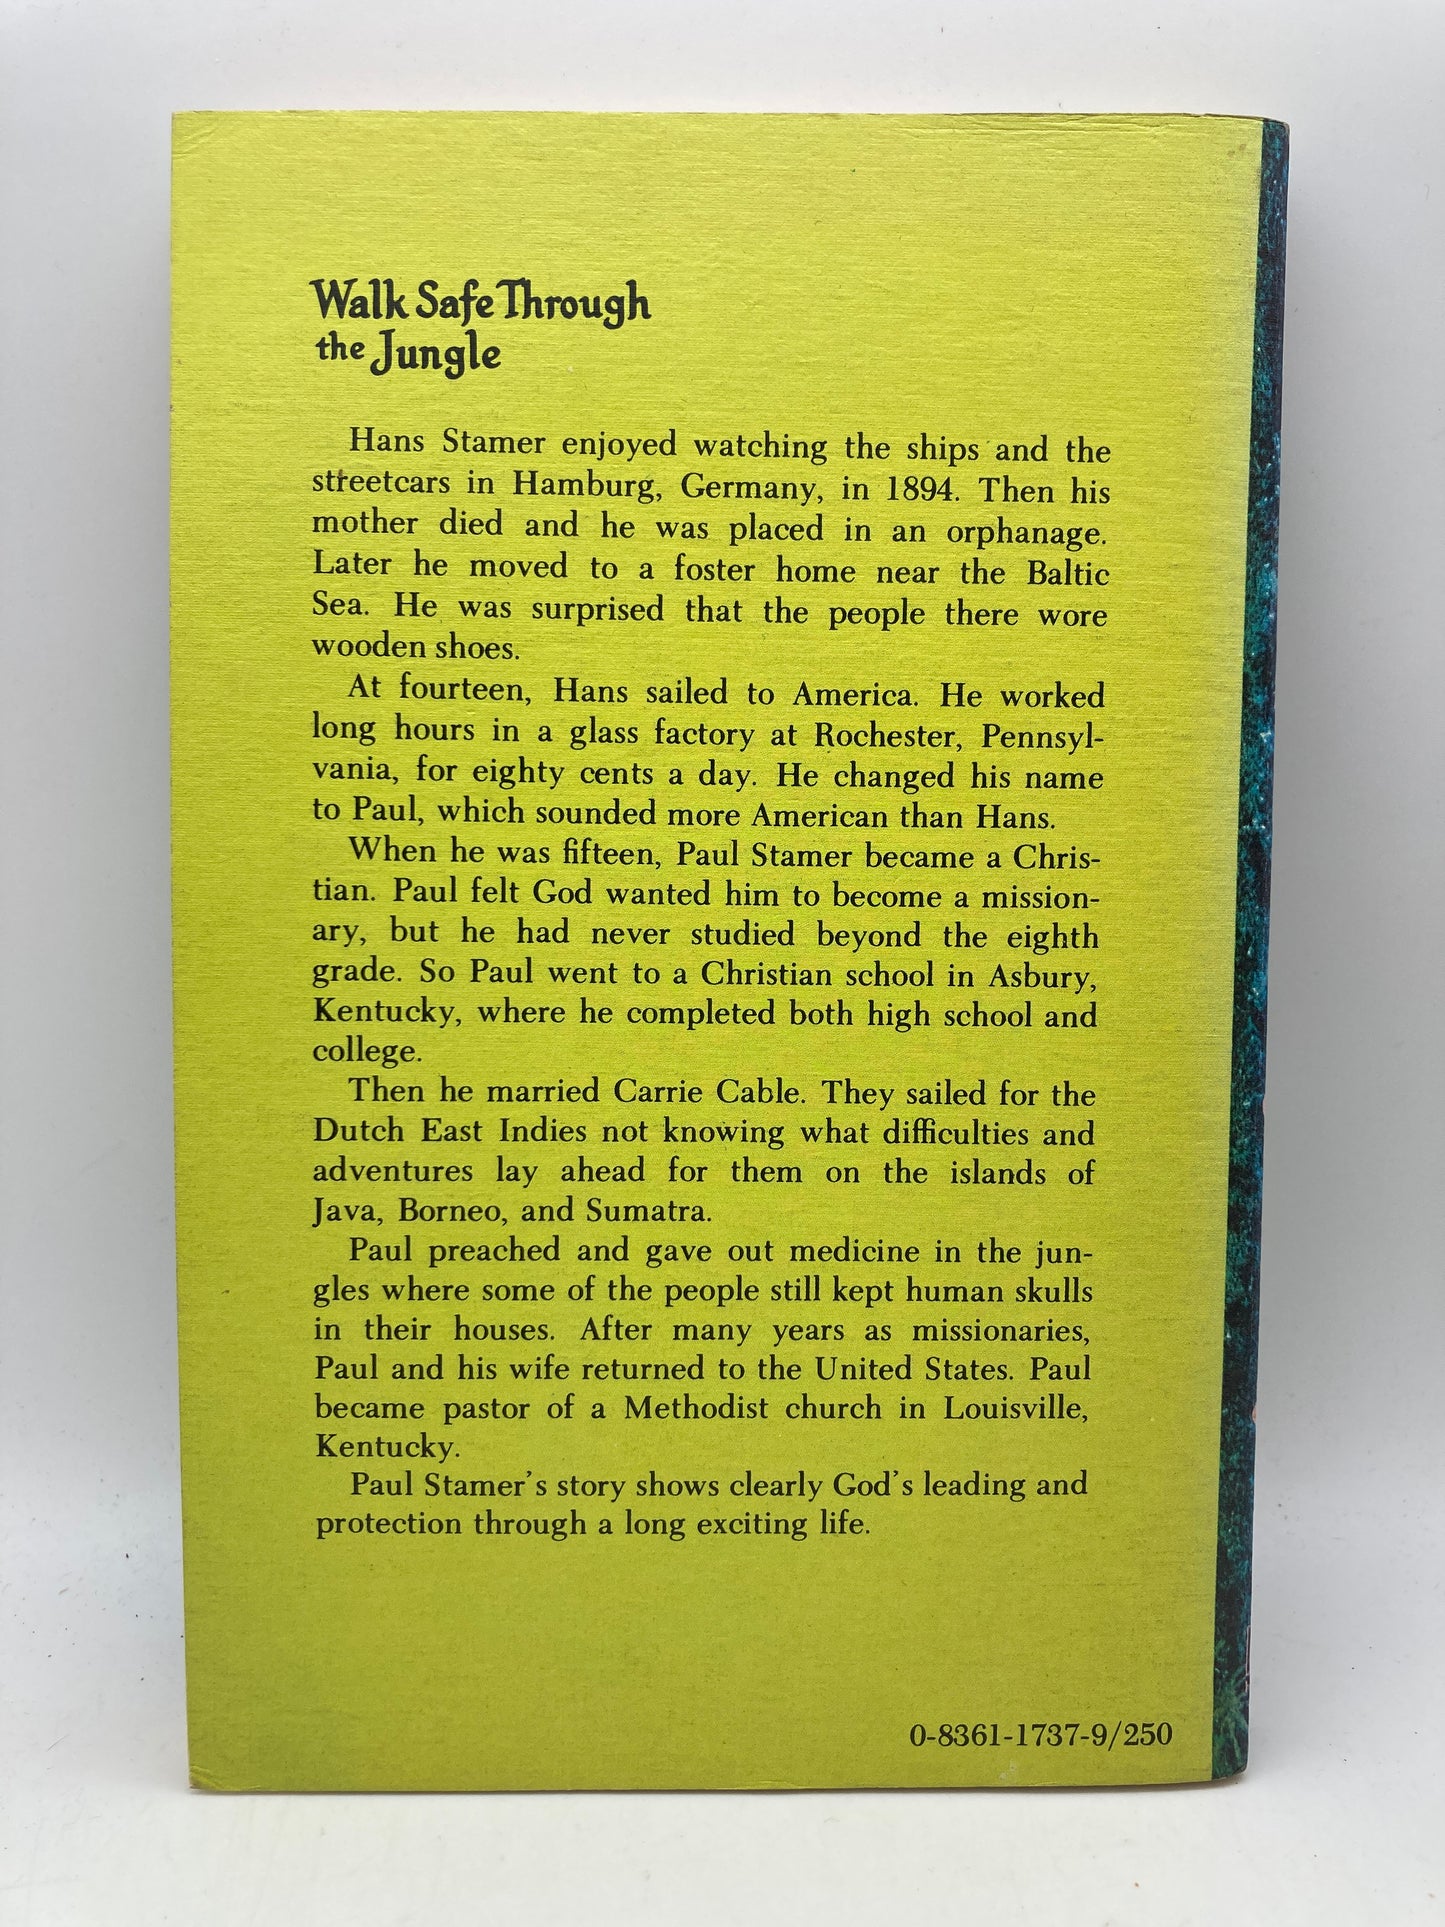 Walk Safe Through
the Jungle
Hans Stamer enjoyed watching the ships and the
streetcars in Hamburg, Germany, in 1894. Then his
mother died and he was placed in an orphanage.
Later he moved to a foster home near the Baltic
Sea. He was surprised that the people there wore
wooden shoes.
At fourteen, Hans sailed to America. He worked
long hours in a glass factory at Rochester, Pennsyl-
vania, for eighty cents a day. He changed his name
to Paul, which sounded more American than Hans.
When he was fifteen, Paul Stamer became a Chris-
tian. Paul felt God wanted him to become a mission-
ary, but he had never studied beyond the eighth
grade. So Paul went to a Christian school in Asbury,
Kentucky, where he completed both high school and
college.
Then he married Carrie Cable. They sailed for the
Dutch East Indies not knowing what difficulties and
adventures lay ahead for them on the islands of
Java, Borneo, and Sumatra.
Paul preached and gave out medicine in the jun-
gles where some of the people still kept human skulls
in their houses. After many years as missionaries,
Paul and his wife returned to the United States. Paul
became pastor of a Methodist church in Louisville,
Kentucky.
Paul Stamer's story shows clearly God's leading and
protection through a long exciting life.
0-8361-1737-9/250